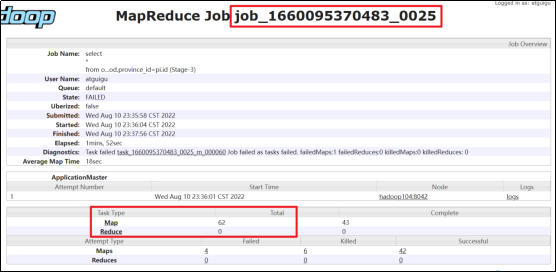 Logged in as: atguigu
MapReduce Job job_1660095370483_0025
Job Overview
Job Name: select
*
from o...od.province_id=pi.id (Stage-3)
User Name: atguigu
Queue: default
State: FAILED
Uberized: false
Submitted: Wed Aug 10 23:35:58 CST 2022
Started: Wed Aug 10 23:36:04 CST 2022
Finished: Wed Aug 10 23:37:56 CST 2022
Elapsed: 1mins, 52sec
Diagnostics: Task failed task_1660095370483_0025_m_000060 Job failed as tasks failed. failedMaps:1 failedReduces:0 killedMaps:0 killedReduces: 0
Average Map Time 18sec
ApplicationMaster
Attempt Number Start Time Node Logs
1 Wed Aug 10 23:36:01 CST 2022 hadoop104:8042 logs
Task Type Total Complete
Map 62 43
Reduce 0 0
Attempt Type Failed Killed Successful
Maps 4 6 42
Reduces 0 0 0